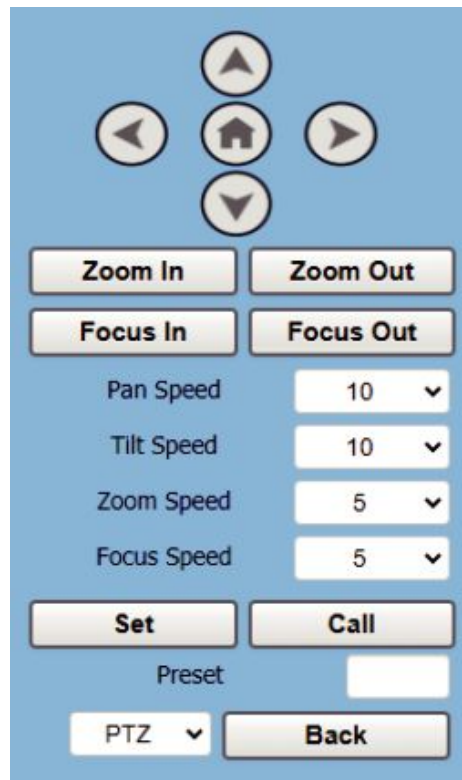 Zoom In Zoom Out
Focus In Focus Out
Pan Speed 10
Tilt Speed 10
Zoom Speed 5
Focus Speed 5
Set Call
Preset
PTZ Back